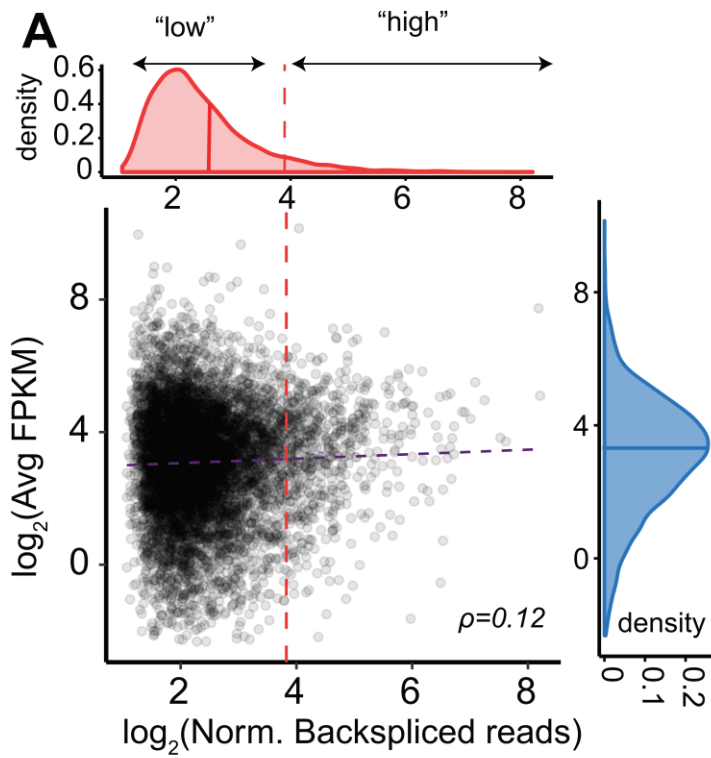 A
“low”
“high”
density
0.6
0.4
0.2
0
2 4 6 8
log2(Avg FPKM)
8
4
0
ρ=0.12
2 4 6 8
log2(Norm. Backspliced reads)
8
4
0
density
0 0.1 0.2